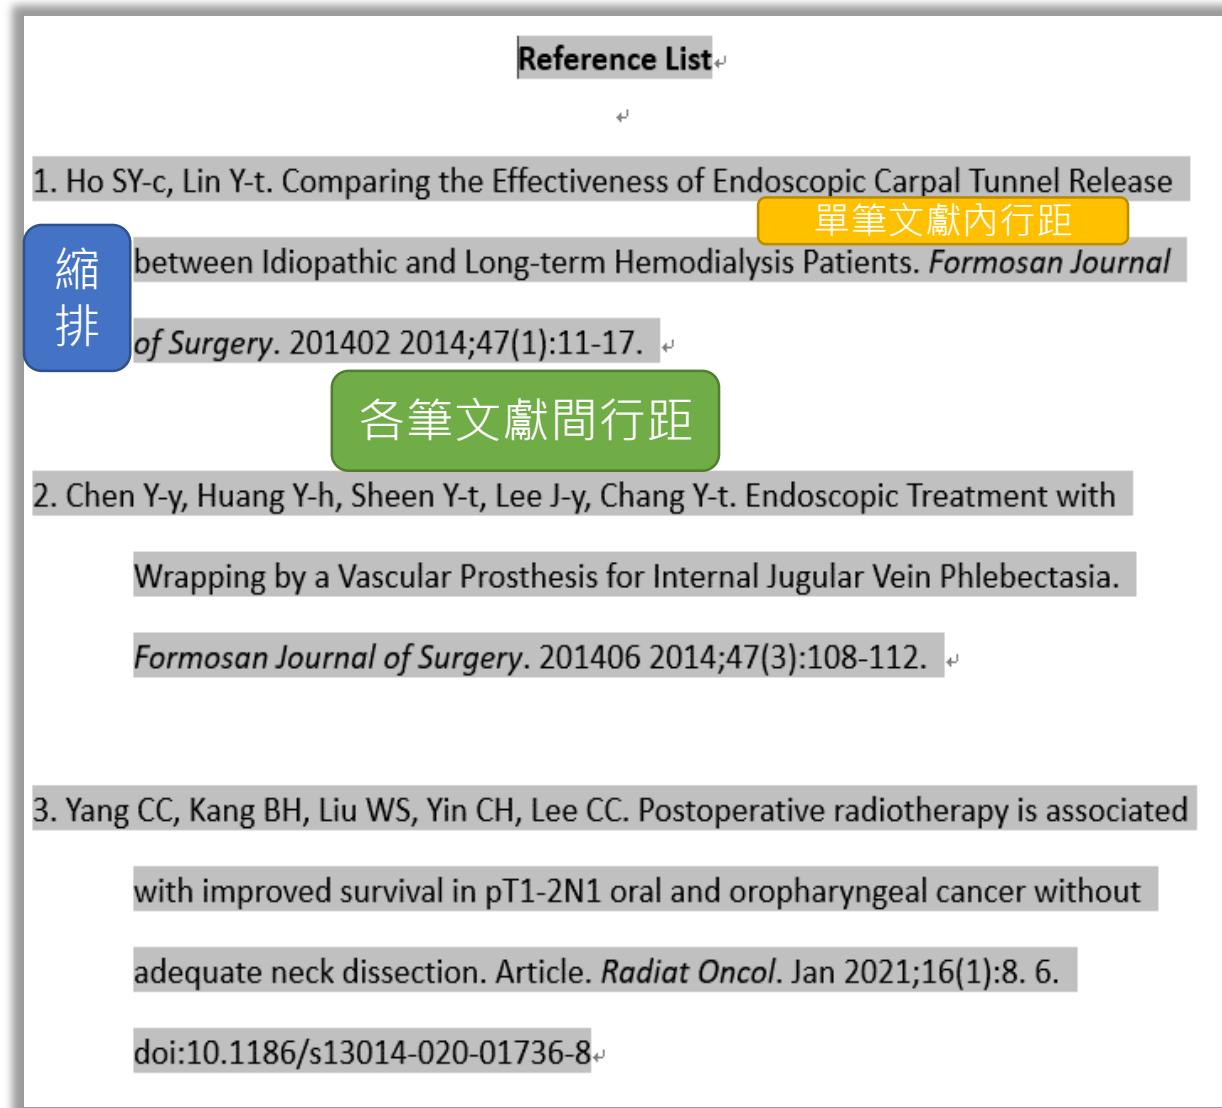 Reference List
1. Ho SY-c, Lin Y-t. Comparing the Effectiveness of Endoscopic Carpal Tunnel Release
單筆文獻內行距
縮
排
between Idiopathic and Long-term Hemodialysis Patients. Formosan Journal
of Surgery. 201402 2014;47(1):11-17.
各筆文獻間行距
2. Chen Y-y, Huang Y-h, Sheen Y-t, Lee J-y, Chang Y-t. Endoscopic Treatment with
Wrapping by a Vascular Prosthesis for Internal Jugular Vein Phlebectasia.
Formosan Journal of Surgery. 201406 2014;47(3):108-112.
3. Yang CC, Kang BH, Liu WS, Yin CH, Lee CC. Postoperative radiotherapy is associated
with improved survival in pT1-2N1 oral and oropharyngeal cancer without
adequate neck dissection. Article. Radiat Oncol. Jan 2021;16(1):8. 6.
doi:10.1186/s13014-020-01736-8